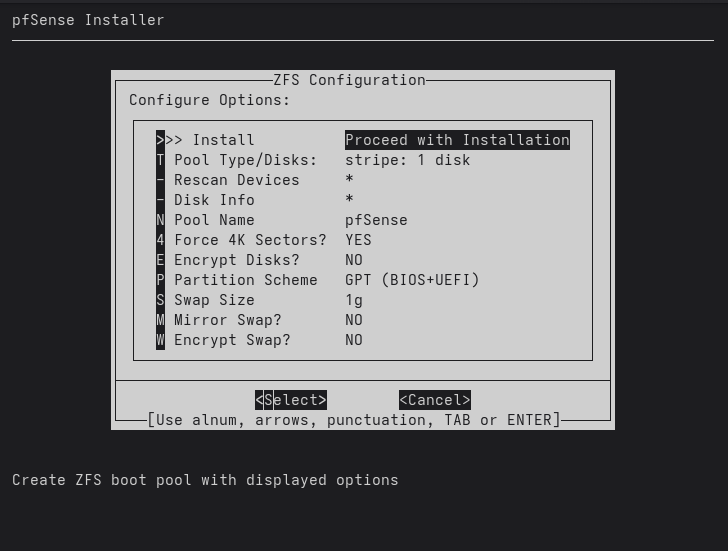 pfSense Installer
ZFS Configuration
Configure Options:
>>> Install Proceed with Installation
T Pool Type/Disks: stripe: 1 disk
- Rescan Devices *
- Disk Info *
N Pool Name pfSense
4 Force 4K Sectors? YES
E Encrypt Disks? NO
P Partition Scheme GPT (BIOS+UEFI)
S Swap Size 1g
M Mirror Swap? NO
W Encrypt Swap? NO
<Select> <Cancel>
[Use alnum, arrows, punctuation, TAB or ENTER]
Create ZFS boot pool with displayed options